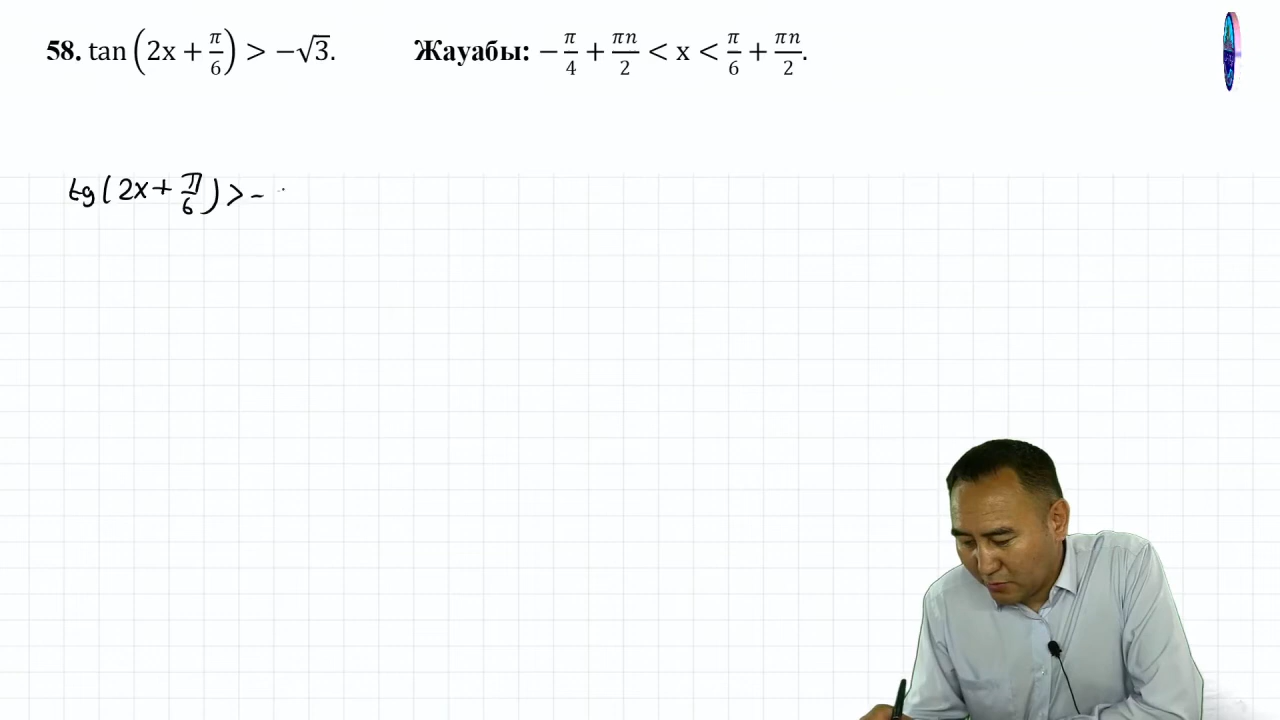 58. tan(2x + π/6) > −√3. Жауабы: −π/4 + πn/2 < x < π/6 + πn/2.
tg(2x + π/6) > −